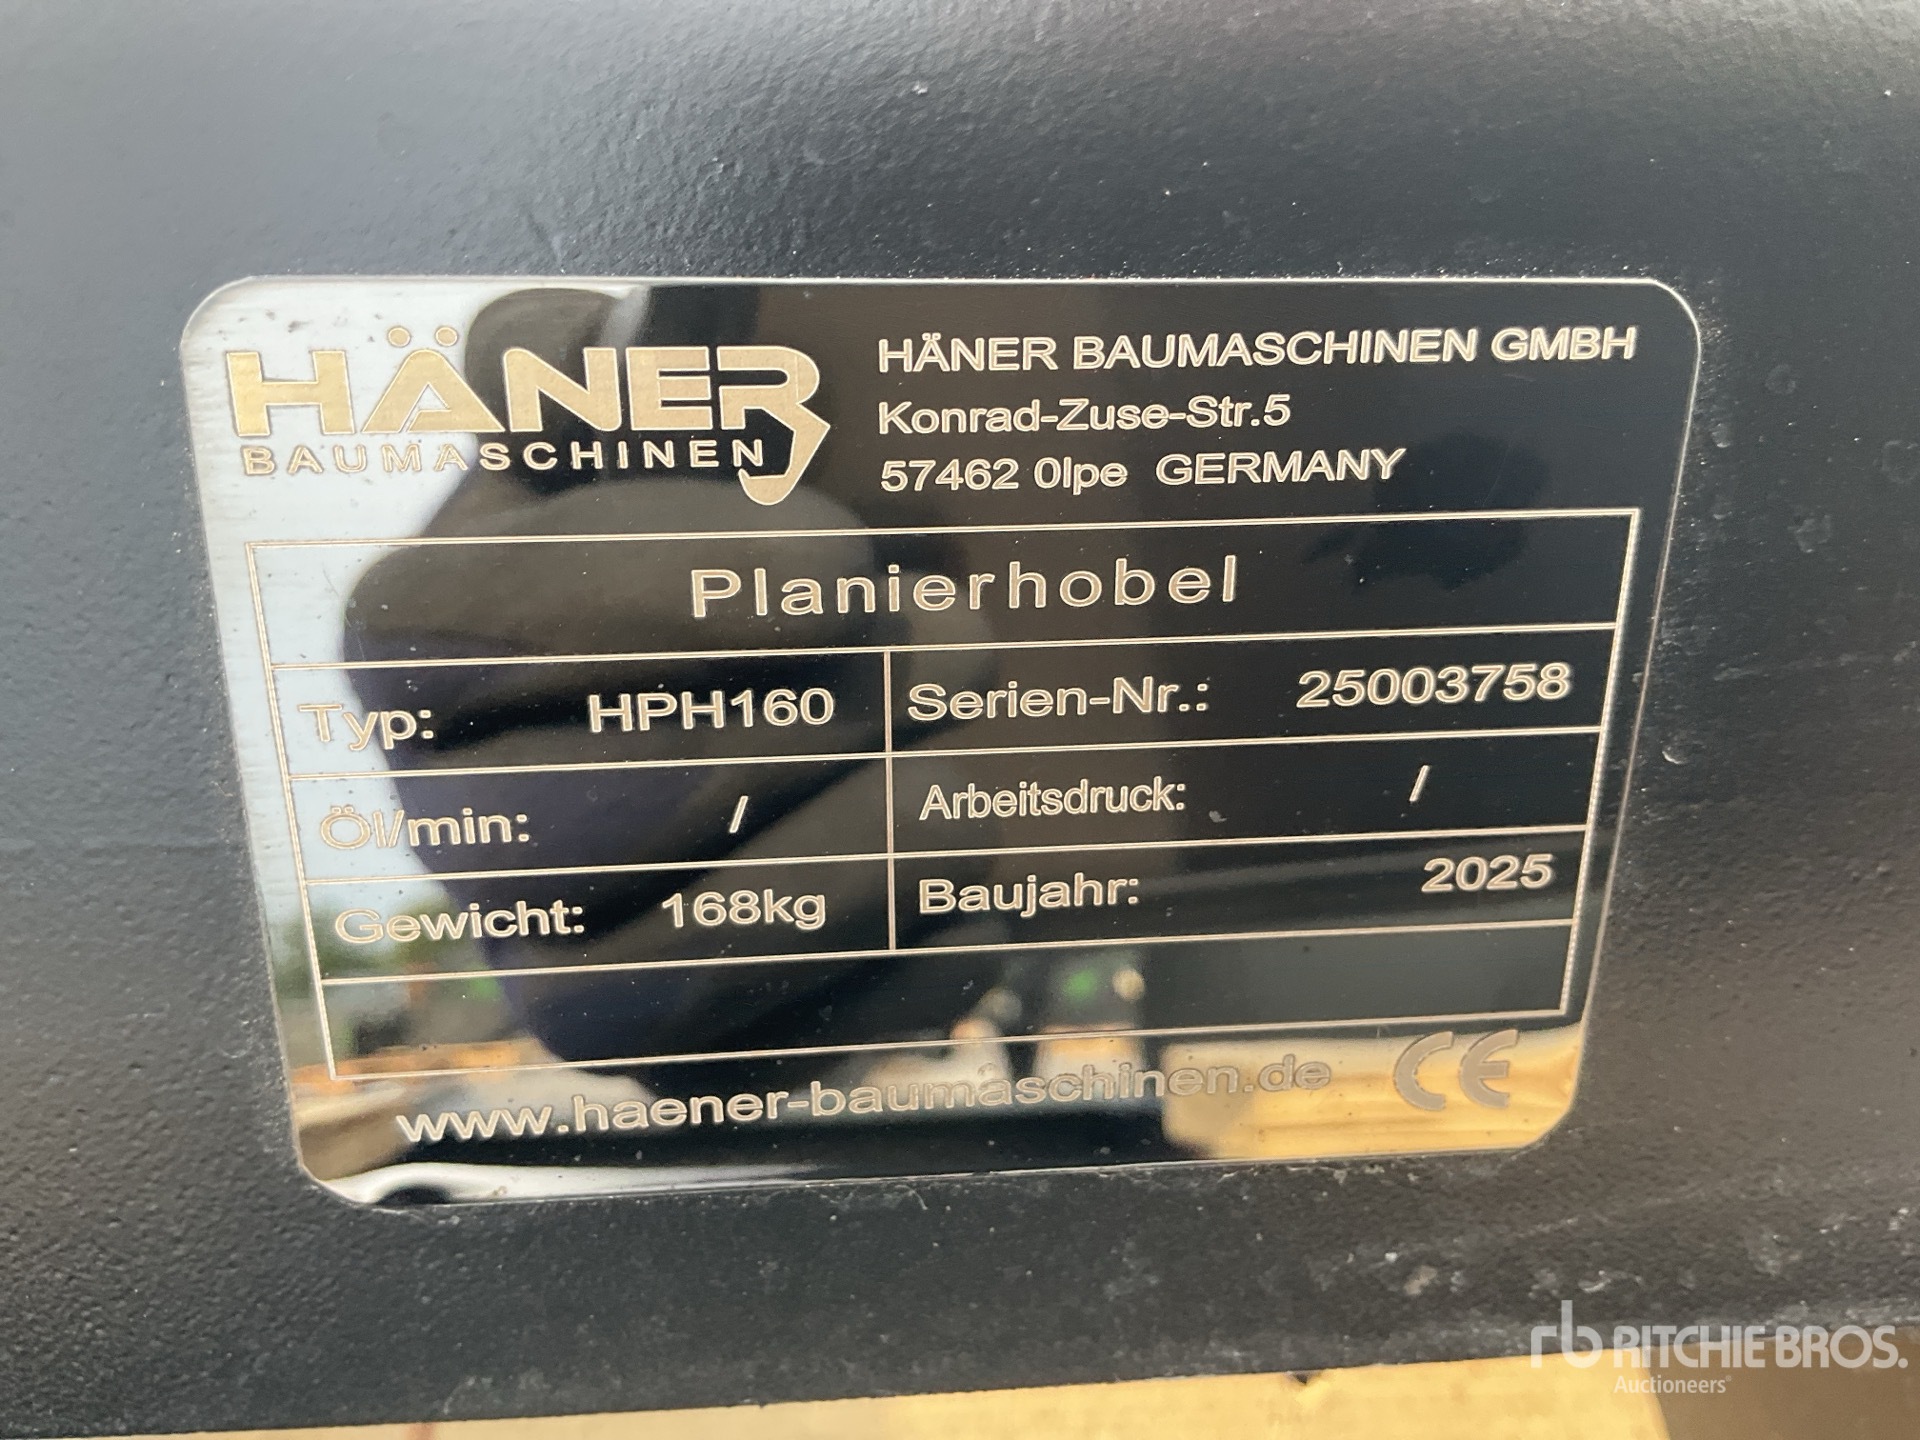 HÄNER
BAUMASCHINEN
HÄNER BAUMASCHINEN GMBH
Konrad-Zuse-Str.5
57462 Olpe GERMANY
Planierhobel
Typ: HPH160
Serien-Nr.: 25003758
Öl/min: /
Arbeitsdruck: /
Gewicht: 168kg
Baujahr: 2025
www.haener-baumaschinen.de CE
rb RITCHIE BROS.
Auctioneers